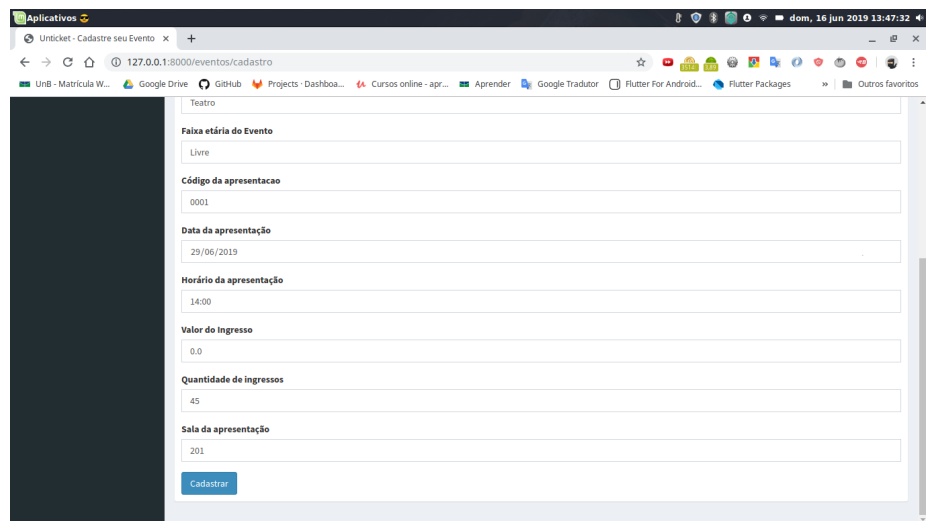 Aplicativos
dom, 16 jun 2019 13:47:32
Unticket - Cadastre seu Evento
127.0.0.1:8000/eventos/cadastro
UnB - Matrícula W... Google Drive GitHub Projects · Dashboa... Cursos online - apr... Aprender Google Tradutor Flutter For Android... Flutter Packages » Outros favoritos
Teatro
Faixa etária do Evento
Livre
Código da apresentacao
0001
Data da apresentação
29/06/2019
Horário da apresentação
14:00
Valor do Ingresso
0.0
Quantidade de ingressos
45
Sala da apresentação
201
Cadastrar